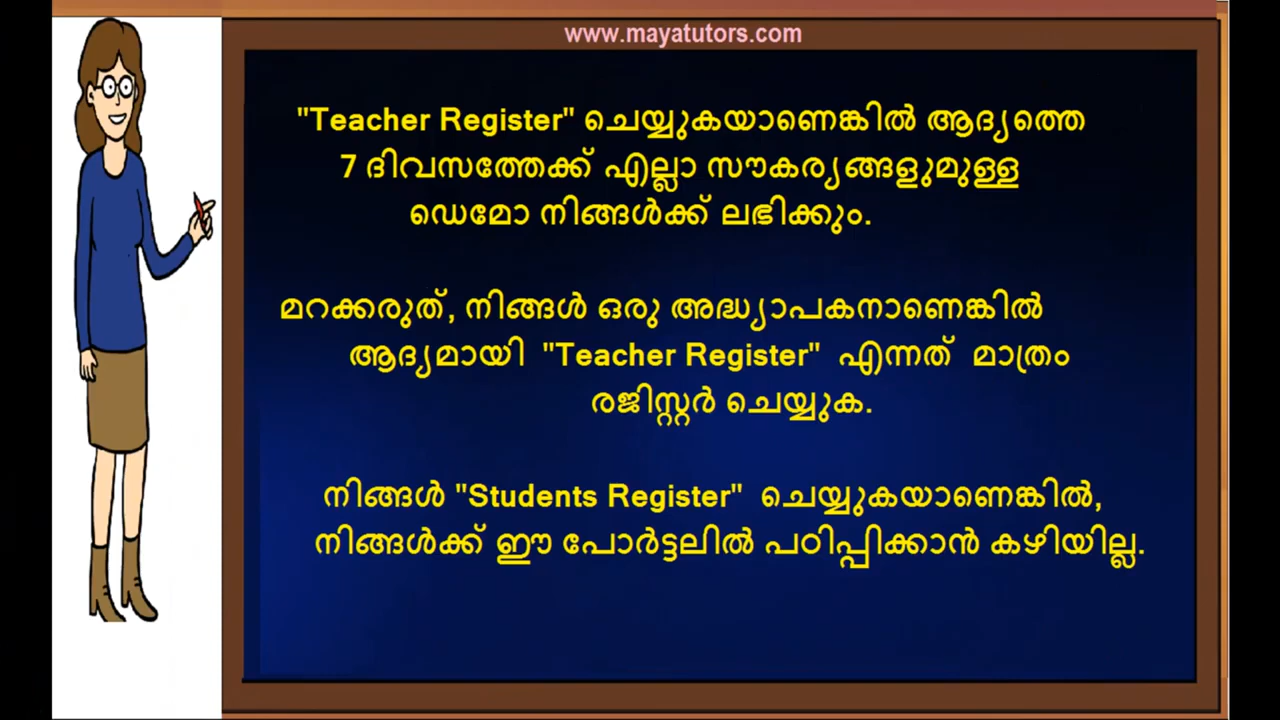 www.mayatutors.com
"Teacher Register" ചെയ്യുകയാണെങ്കിൽ ആദ്യത്തെ
7 ദിവസത്തേക്ക് എല്ലാ സൗകര്യങ്ങളുമുള്ള
ഡെമോ നിങ്ങൾക്ക് ലഭിക്കും.
മറക്കരുത്, നിങ്ങൾ ഒരു അദ്ധ്യാപകനാണെങ്കിൽ
ആദ്യമായി "Teacher Register" എന്നത് മാത്രം
രജിസ്റ്റർ ചെയ്യുക.
നിങ്ങൾ "Students Register" ചെയ്യുകയാണെങ്കിൽ,
നിങ്ങൾക്ക് ഈ പോർട്ടലിൽ പഠിപ്പിക്കാൻ കഴിയില്ല.